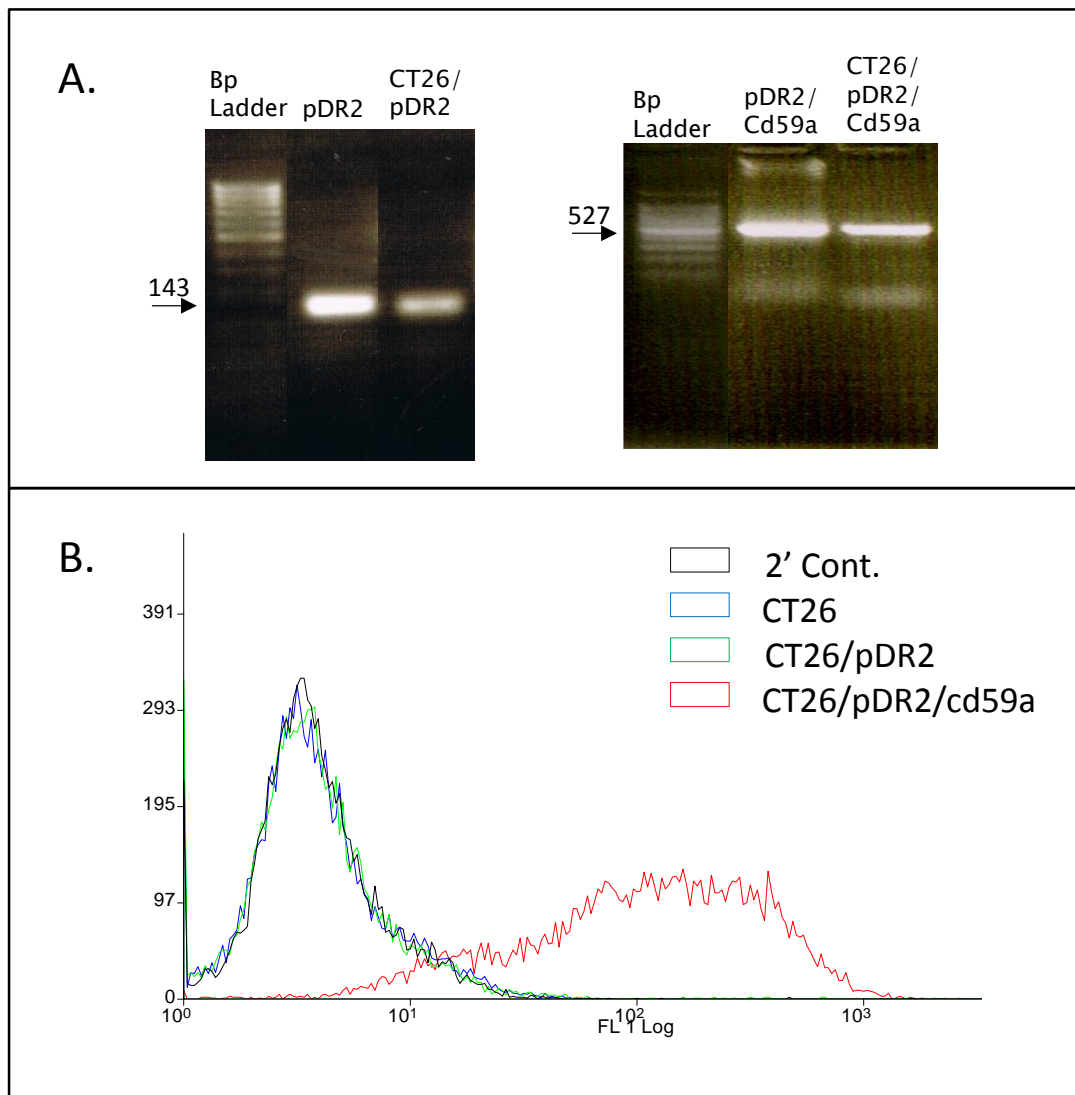 A.
Bp
Ladder
pDR2
CT26/
pDR2
143
Bp
Ladder
pDR2/
Cd59a
CT26/
pDR2/
Cd59a
527
B.
2’ Cont.
CT26
CT26/pDR2
CT26/pDR2/cd59a
391
293
195
97
0
10⁰
10¹
10²
10³
FL 1 Log